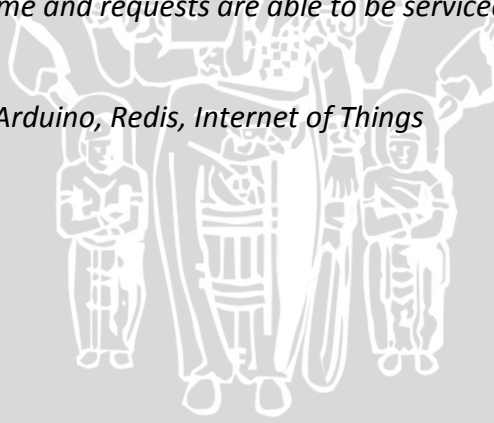 me and requests are able to be serviced
Arduino, Redis, Internet of Things